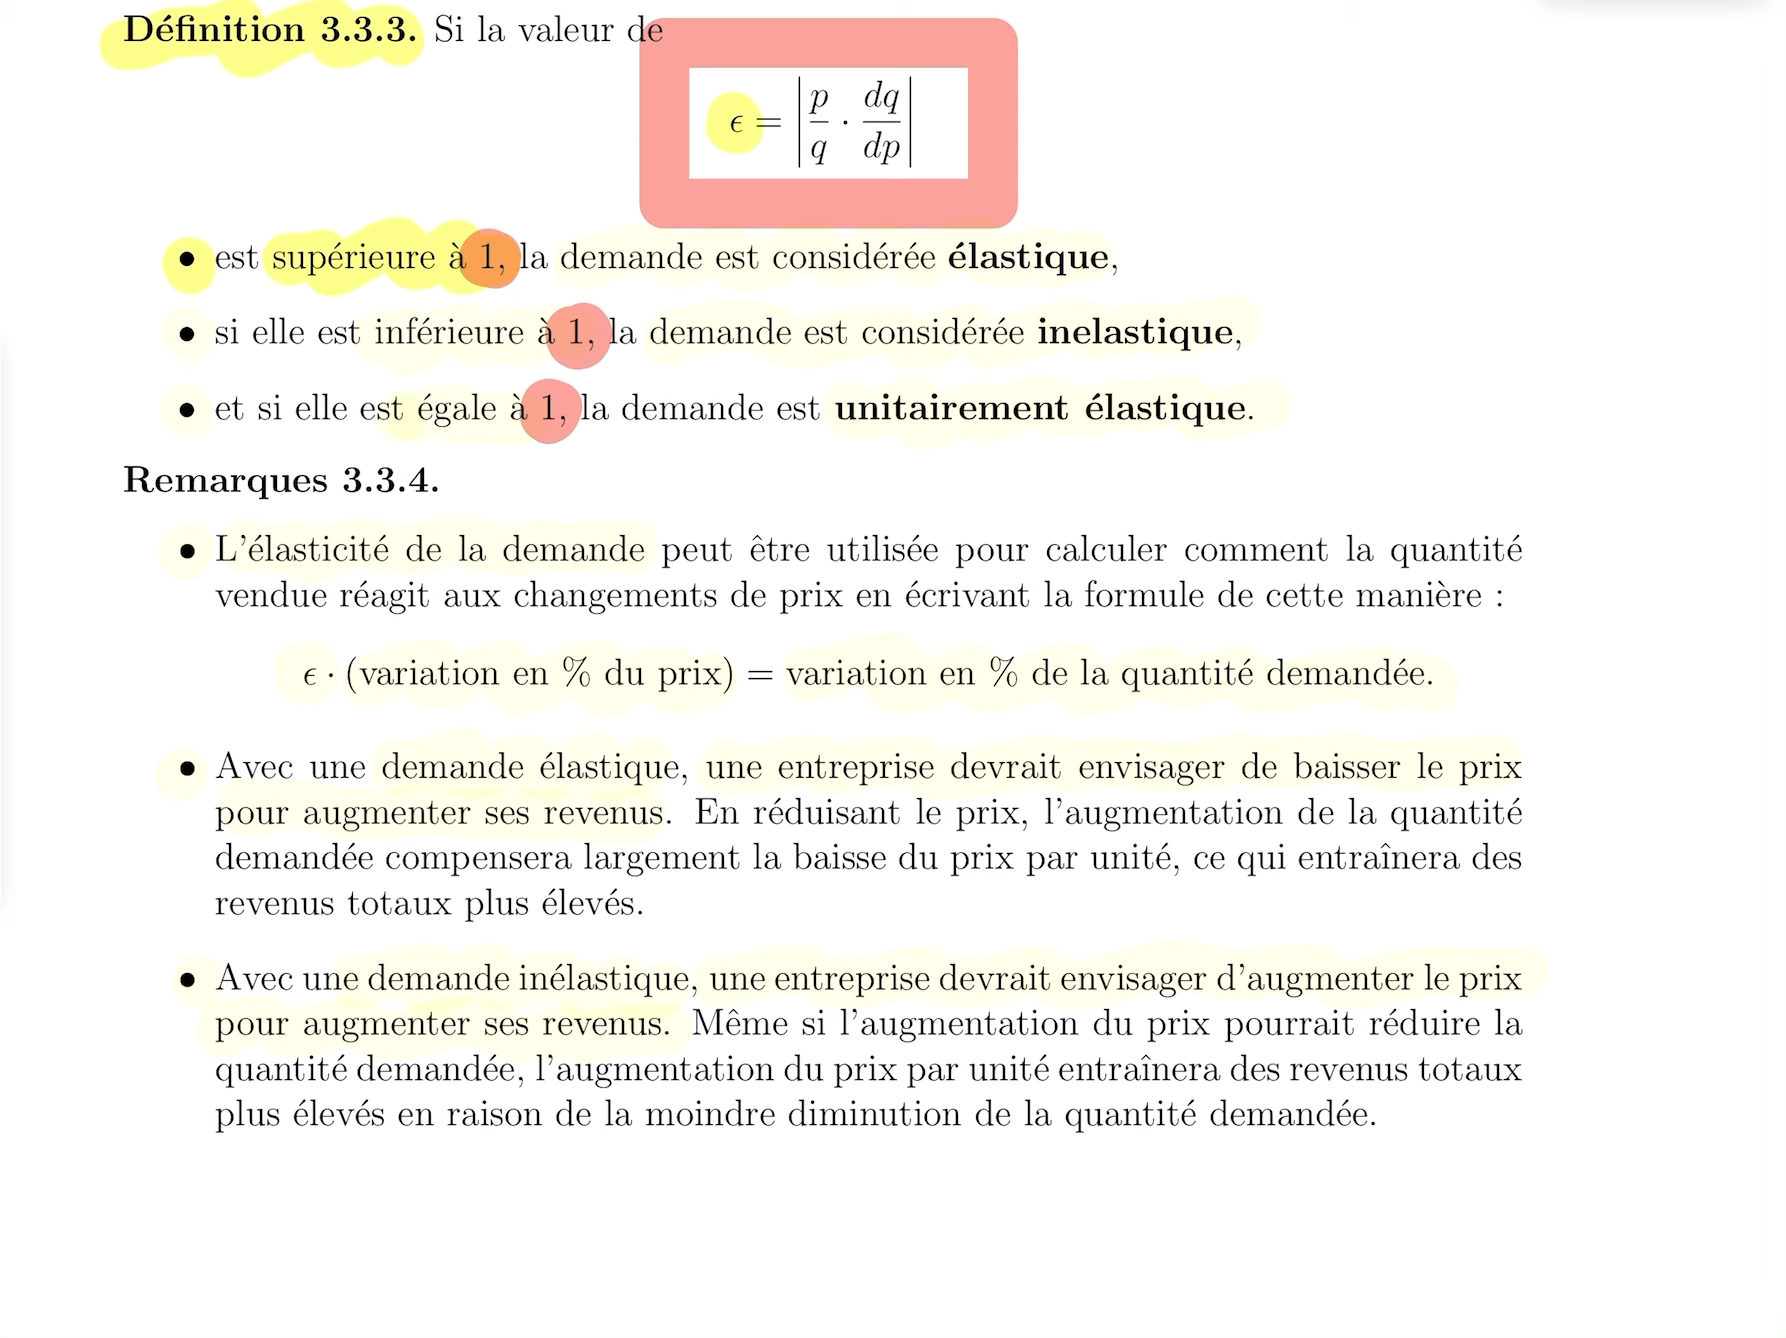 Définition 3.3.3. Si la valeur de
ϵ = |p/q · dq/dp|
• est supérieure à 1, la demande est considérée élastique,
• si elle est inférieure à 1, la demande est considérée inelastique,
• et si elle est égale à 1, la demande est unitairement élastique.
Remarques 3.3.4.
• L'élasticité de la demande peut être utilisée pour calculer comment la quantité
vendue réagit aux changements de prix en écrivant la formule de cette manière :
ϵ · (variation en % du prix) = variation en % de la quantité demandée.
• Avec une demande élastique, une entreprise devrait envisager de baisser le prix
pour augmenter ses revenus. En réduisant le prix, l'augmentation de la quantité
demandée compensera largement la baisse du prix par unité, ce qui entraînera des
revenus totaux plus élevés.
• Avec une demande inélastique, une entreprise devrait envisager d'augmenter le prix
pour augmenter ses revenus. Même si l'augmentation du prix pourrait réduire la
quantité demandée, l'augmentation du prix par unité entraînera des revenus totaux
plus élevés en raison de la moindre diminution de la quantité demandée.